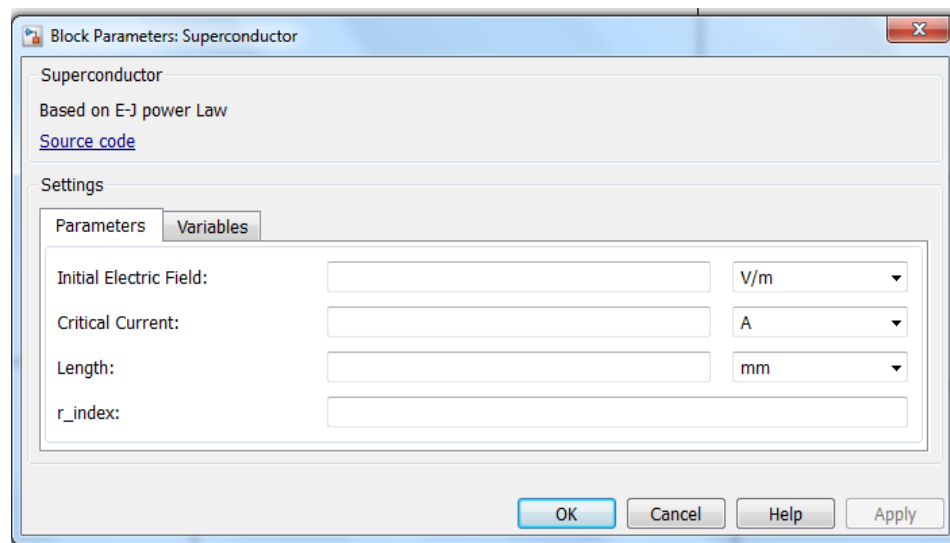 Block Parameters: Superconductor
Superconductor
Based on E-J power Law
Source code
Settings
Parameters Variables
Initial Electric Field: V/m
Critical Current: A
Length: mm
r_index:
OK Cancel Help Apply